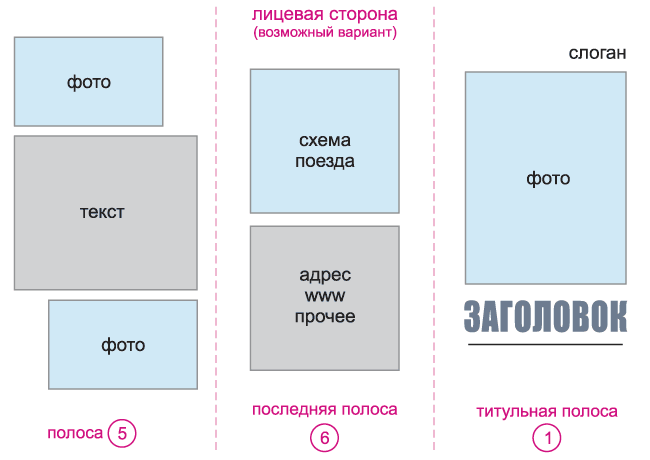 лицевая сторона
(возможный вариант)
фото
текст
фото
полоса 5
схема
поезда
адрес
www
прочее
последняя полоса
6
слоган
фото
ЗАГОЛОВОК
титульная полоса
1